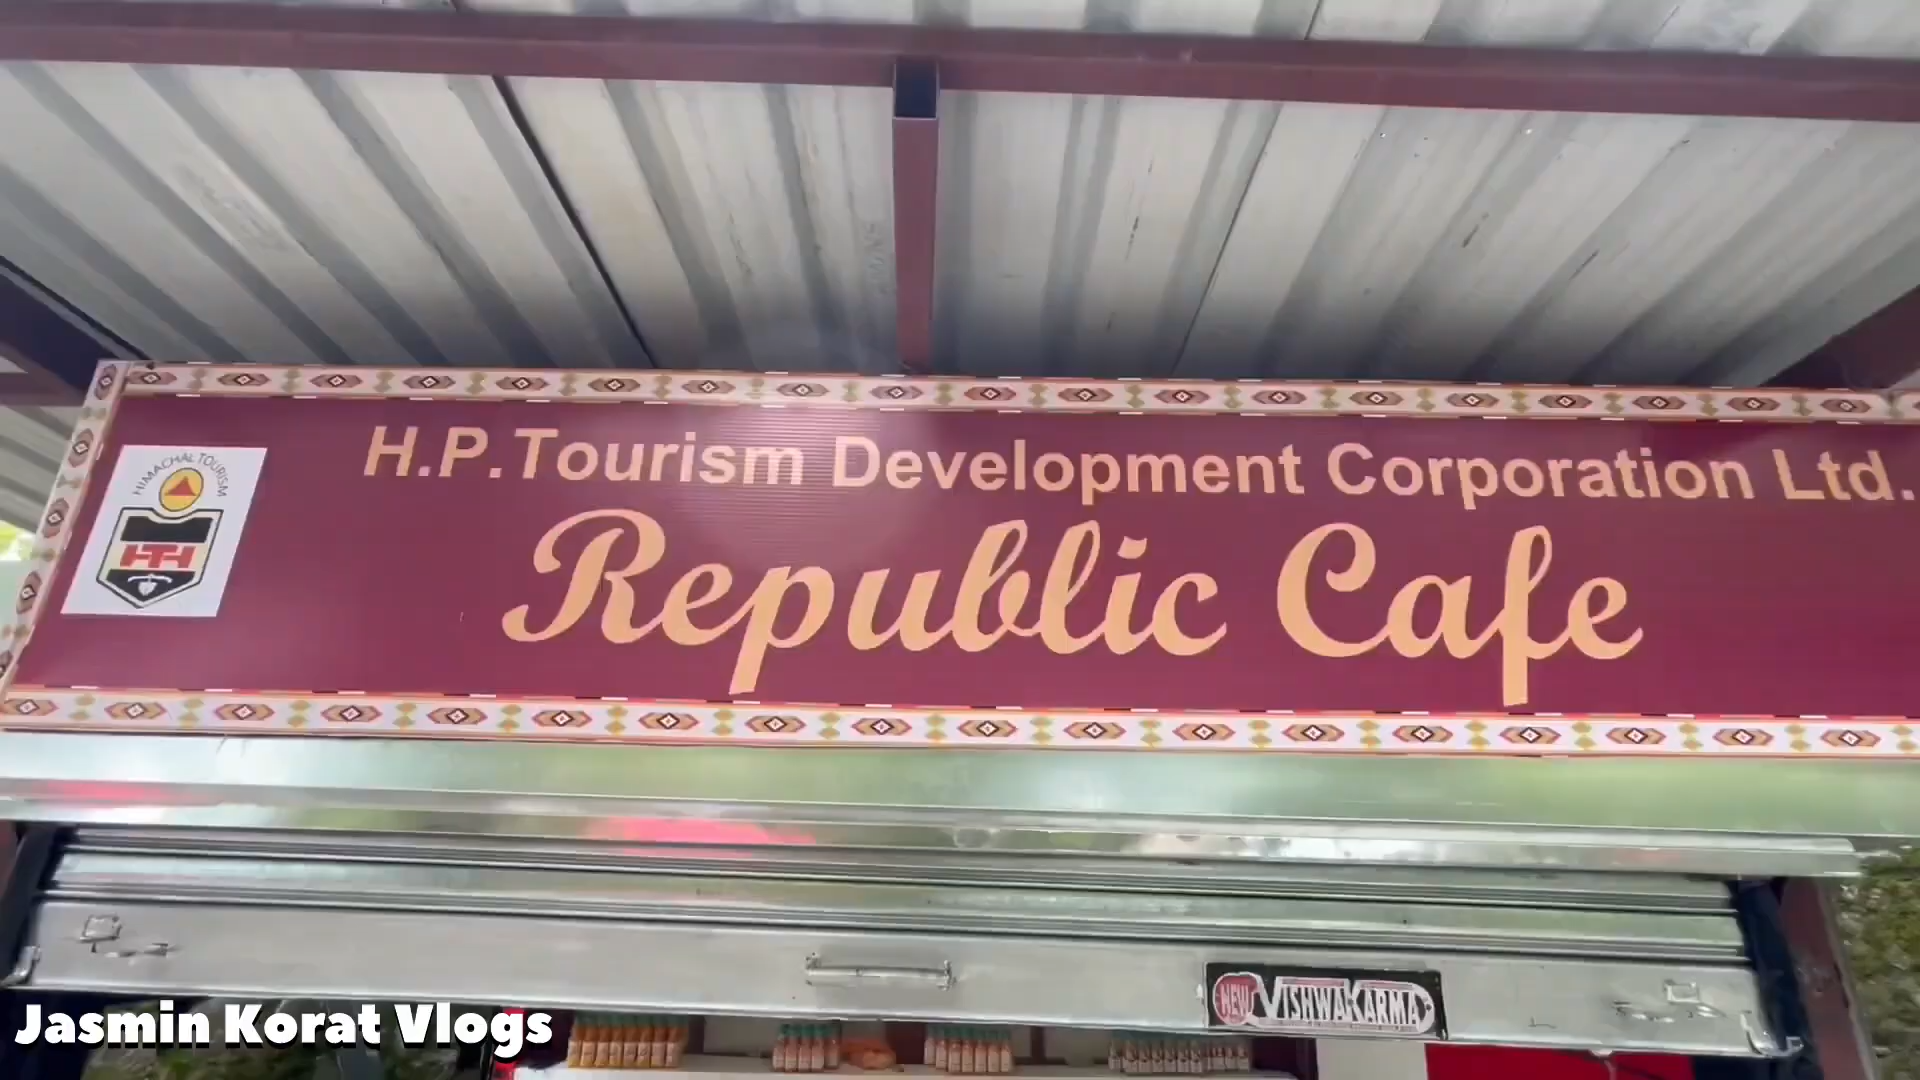 HIMACHAL TOURISM
H.P.Tourism Development Corporation Ltd.
Republic Cafe
NEW VISHWAKARMA
Jasmin Korat Vlogs